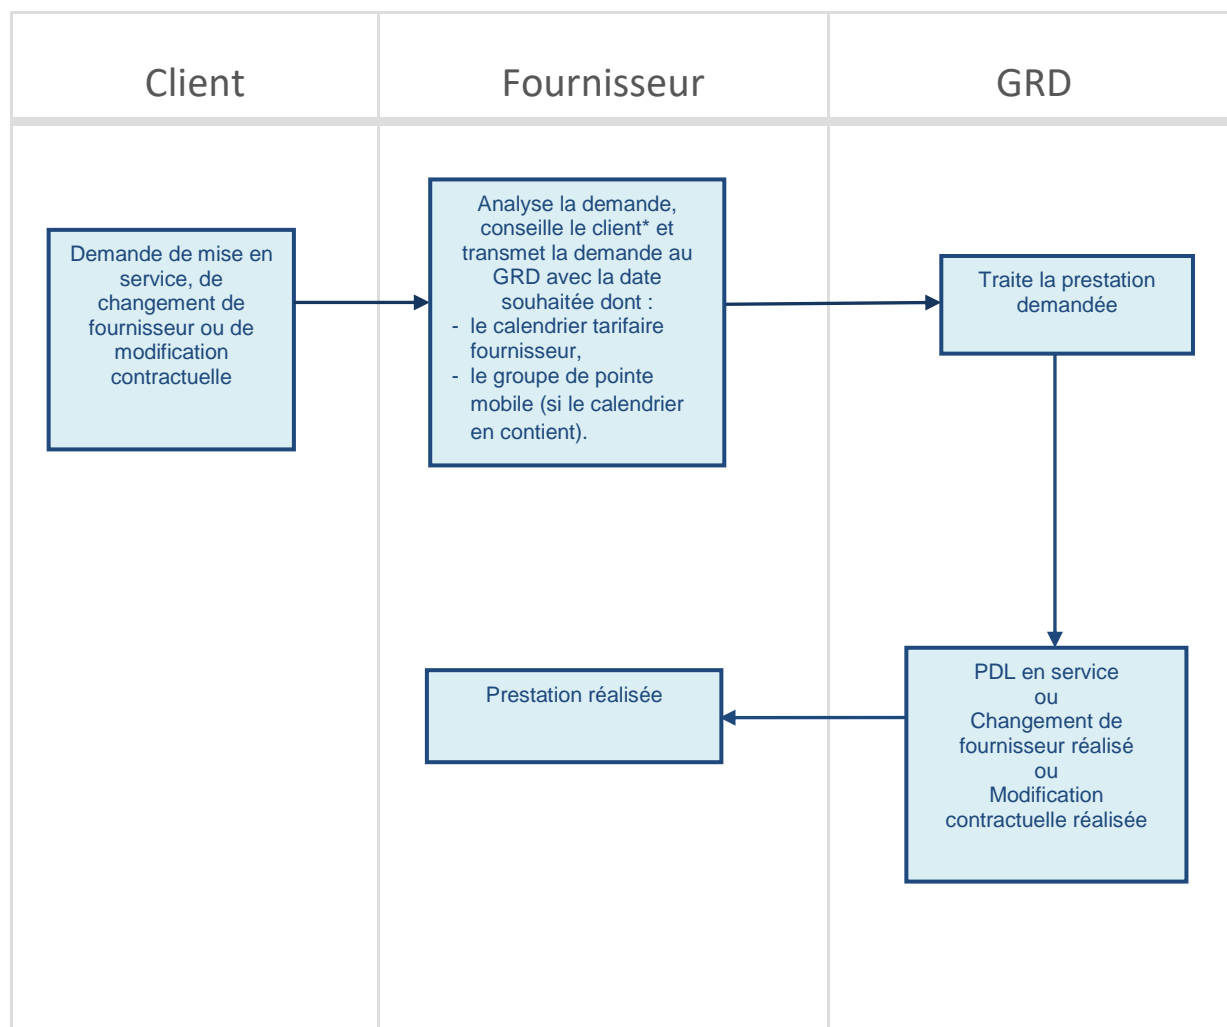 Client
Fournisseur
GRD
Demande de mise en
service, de
changement de
fournisseur ou de
modification
contractuelle
Analyse la demande,
conseille le client* et
transmet la demande au
GRD avec la date
souhaitée dont :
- le calendrier tarifaire
fournisseur,
- le groupe de pointe
mobile (si le calendrier
en contient).
Traite la prestation
demandée
PDL en service
ou
Changement de
fournisseur réalisé
ou
Modification
contractuelle réalisée
Prestation réalisée